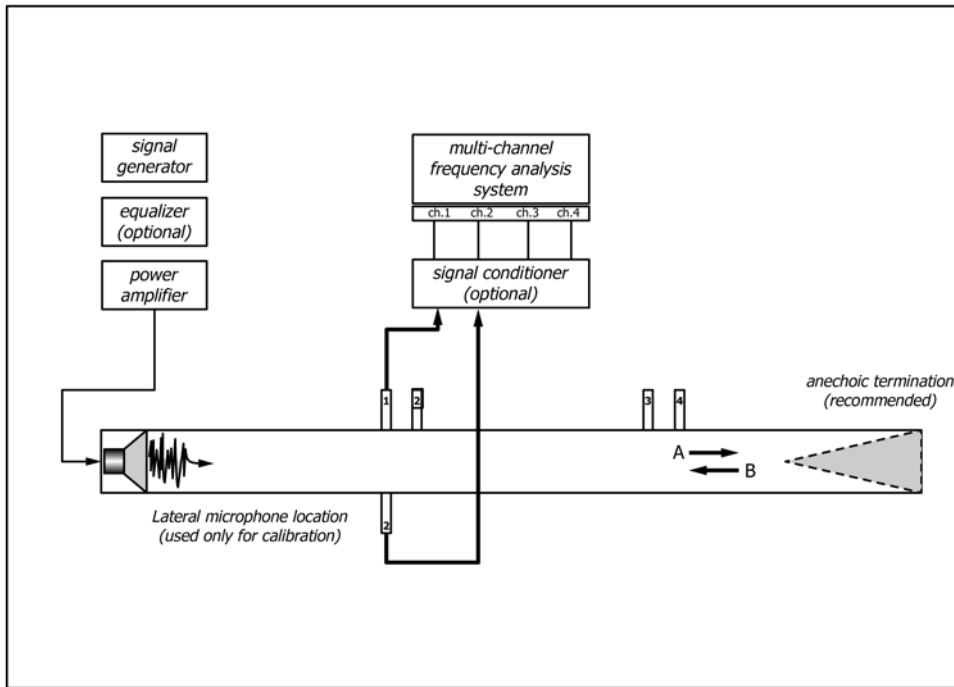 signal
generator
equalizer
(optional)
power
amplifier
multi-channel
frequency analysis
system
ch.1 ch.2 ch.3 ch.4
signal conditioner
(optional)
1 2 3 4
anechoic termination
(recommended)
A
B
Lateral microphone location
(used only for calibration)
2